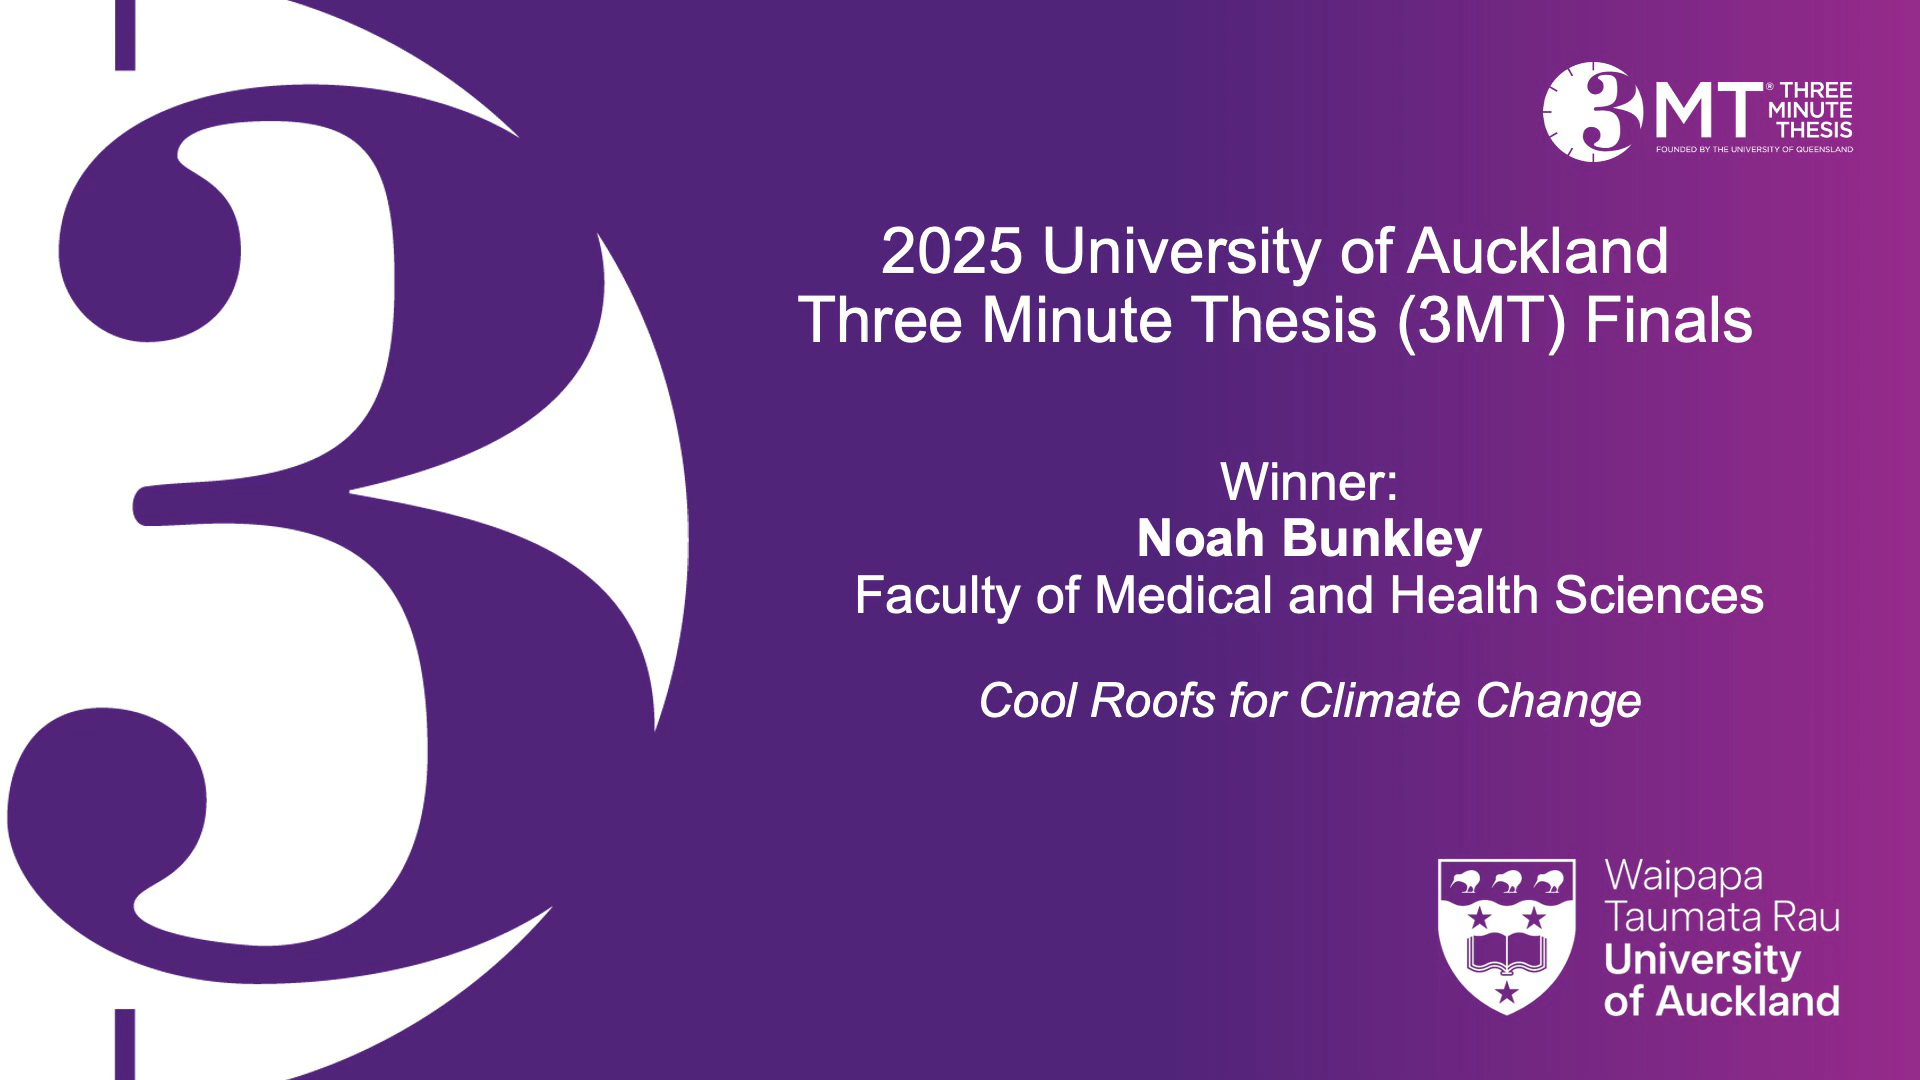 3MT® THREE
MINUTE
THESIS
FOUNDED BY THE UNIVERSITY OF QUEENSLAND
2025 University of Auckland
Three Minute Thesis (3MT) Finals
Winner:
Noah Bunkley
Faculty of Medical and Health Sciences
Cool Roofs for Climate Change
Waipapa
Taumata Rau
University
of Auckland